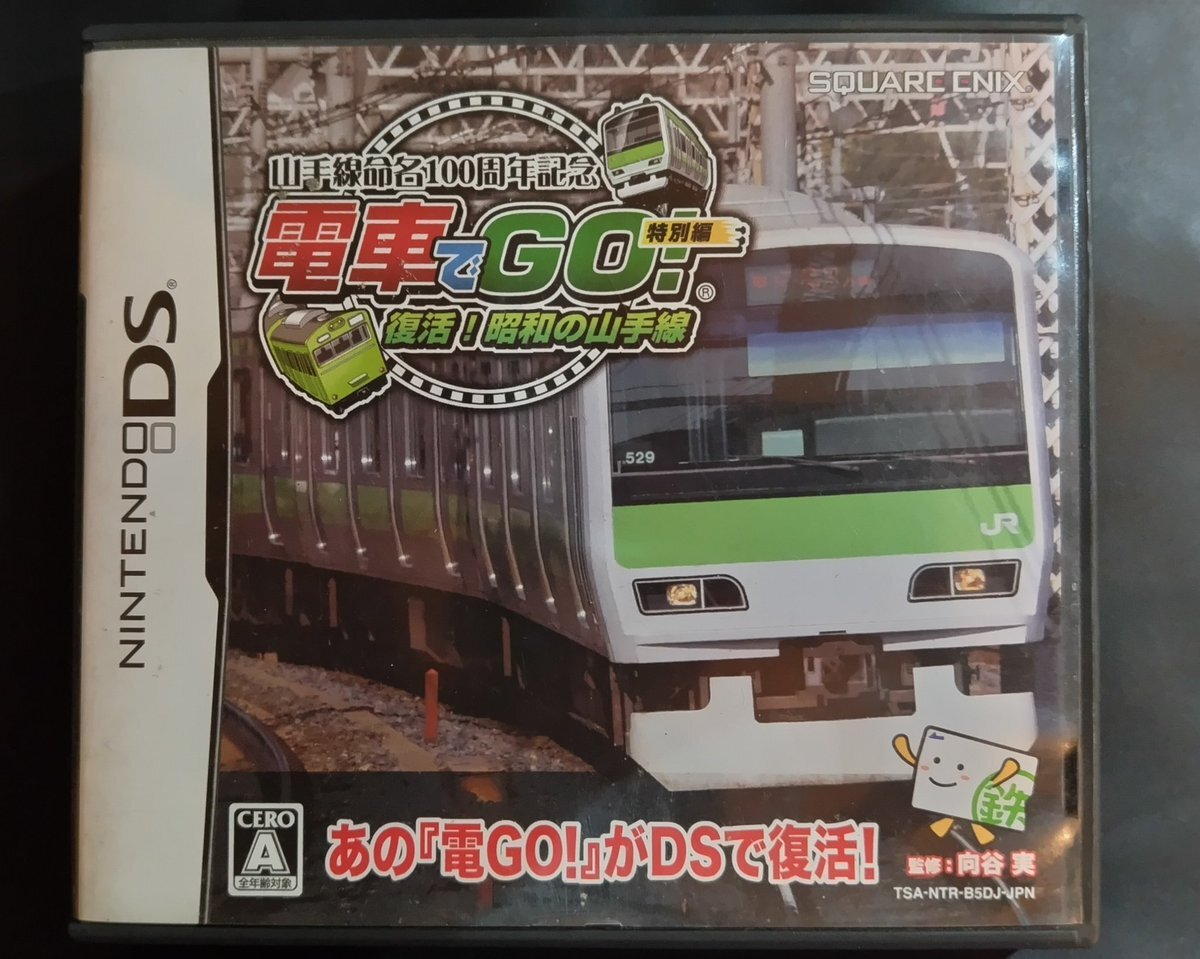 SQUARE ENIX
山手線命名100周年記念
電車でGO!
特別編
®
復活!昭和の山手線
NINTENDO DS®
529
JR
鉄
CERO
A
全年齢対象
あの『電GO!』がDSで復活!
監修:向谷 実
TSA-NTR-B5DJ-JPN